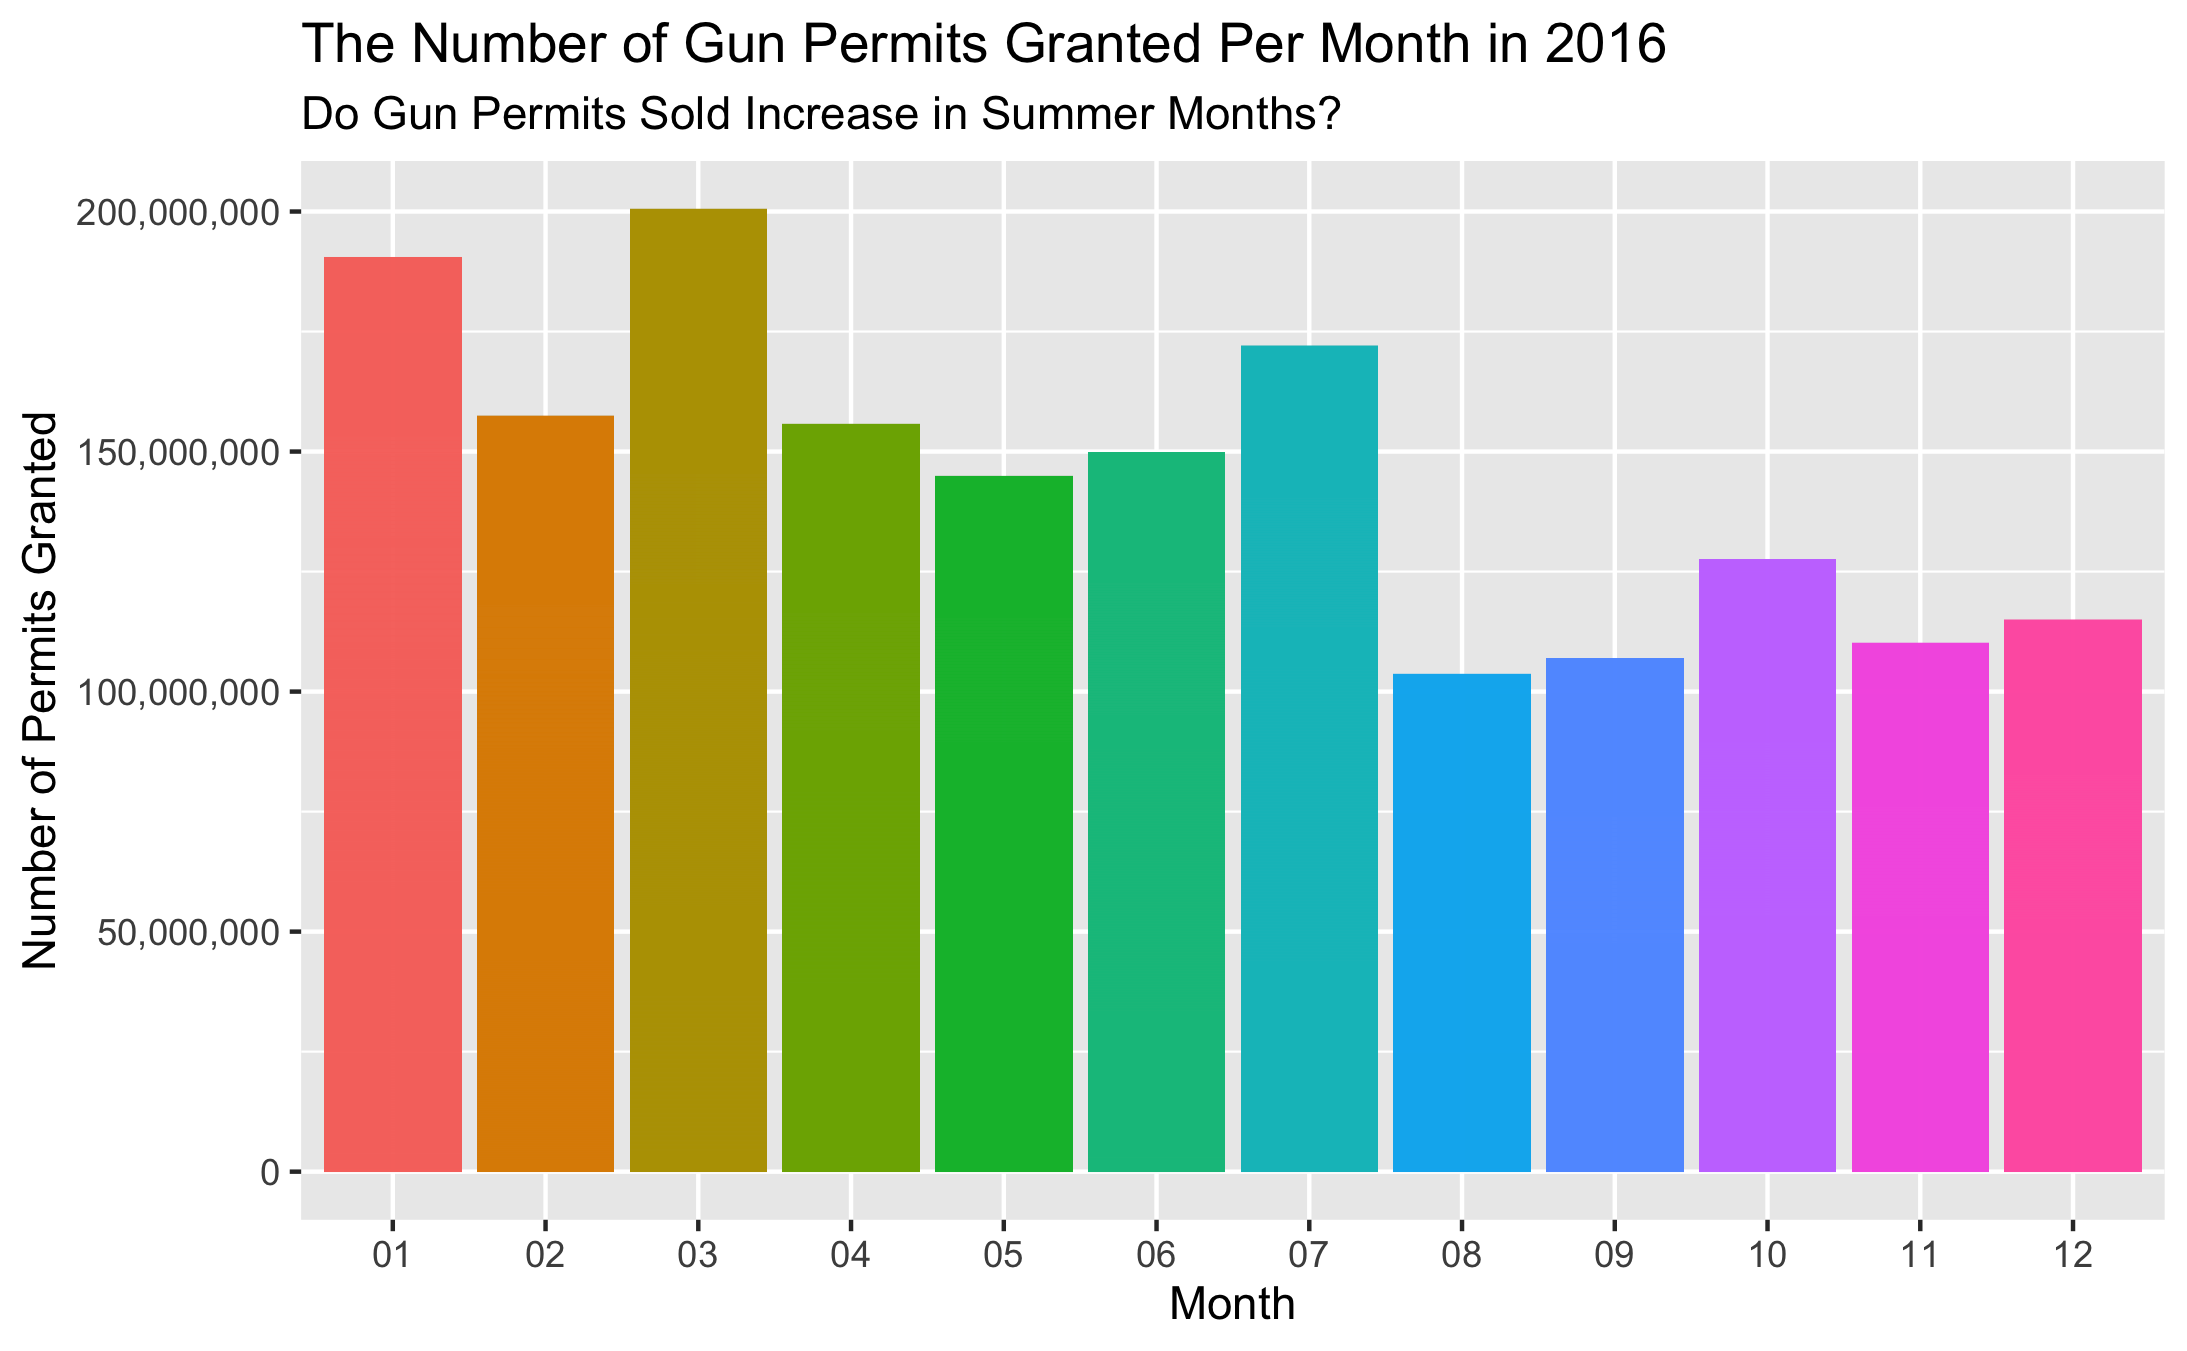 The Number of Gun Permits Granted Per Month in 2016
Do Gun Permits Sold Increase in Summer Months?
Number of Permits Granted
200,000,000
150,000,000
100,000,000
50,000,000
0
01 02 03 04 05 06 07 08 09 10 11 12
Month